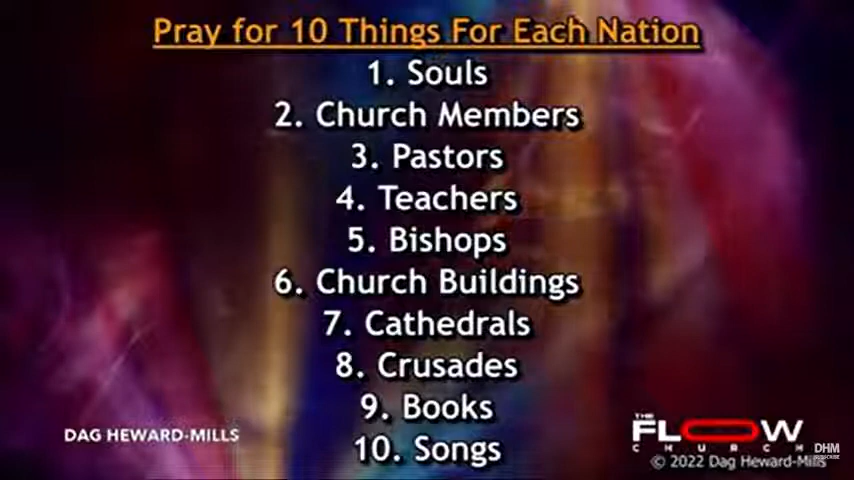 Pray for 10 Things For Each Nation
1. Souls
2. Church Members
3. Pastors
4. Teachers
5. Bishops
6. Church Buildings
7. Cathedrals
8. Crusades
9. Books
10. Songs
DAG HEWARD-MILLS
THE
FLOW
CHURCH
DHM
SUBSCRIBE
© 2022 Dag Heward-Mills